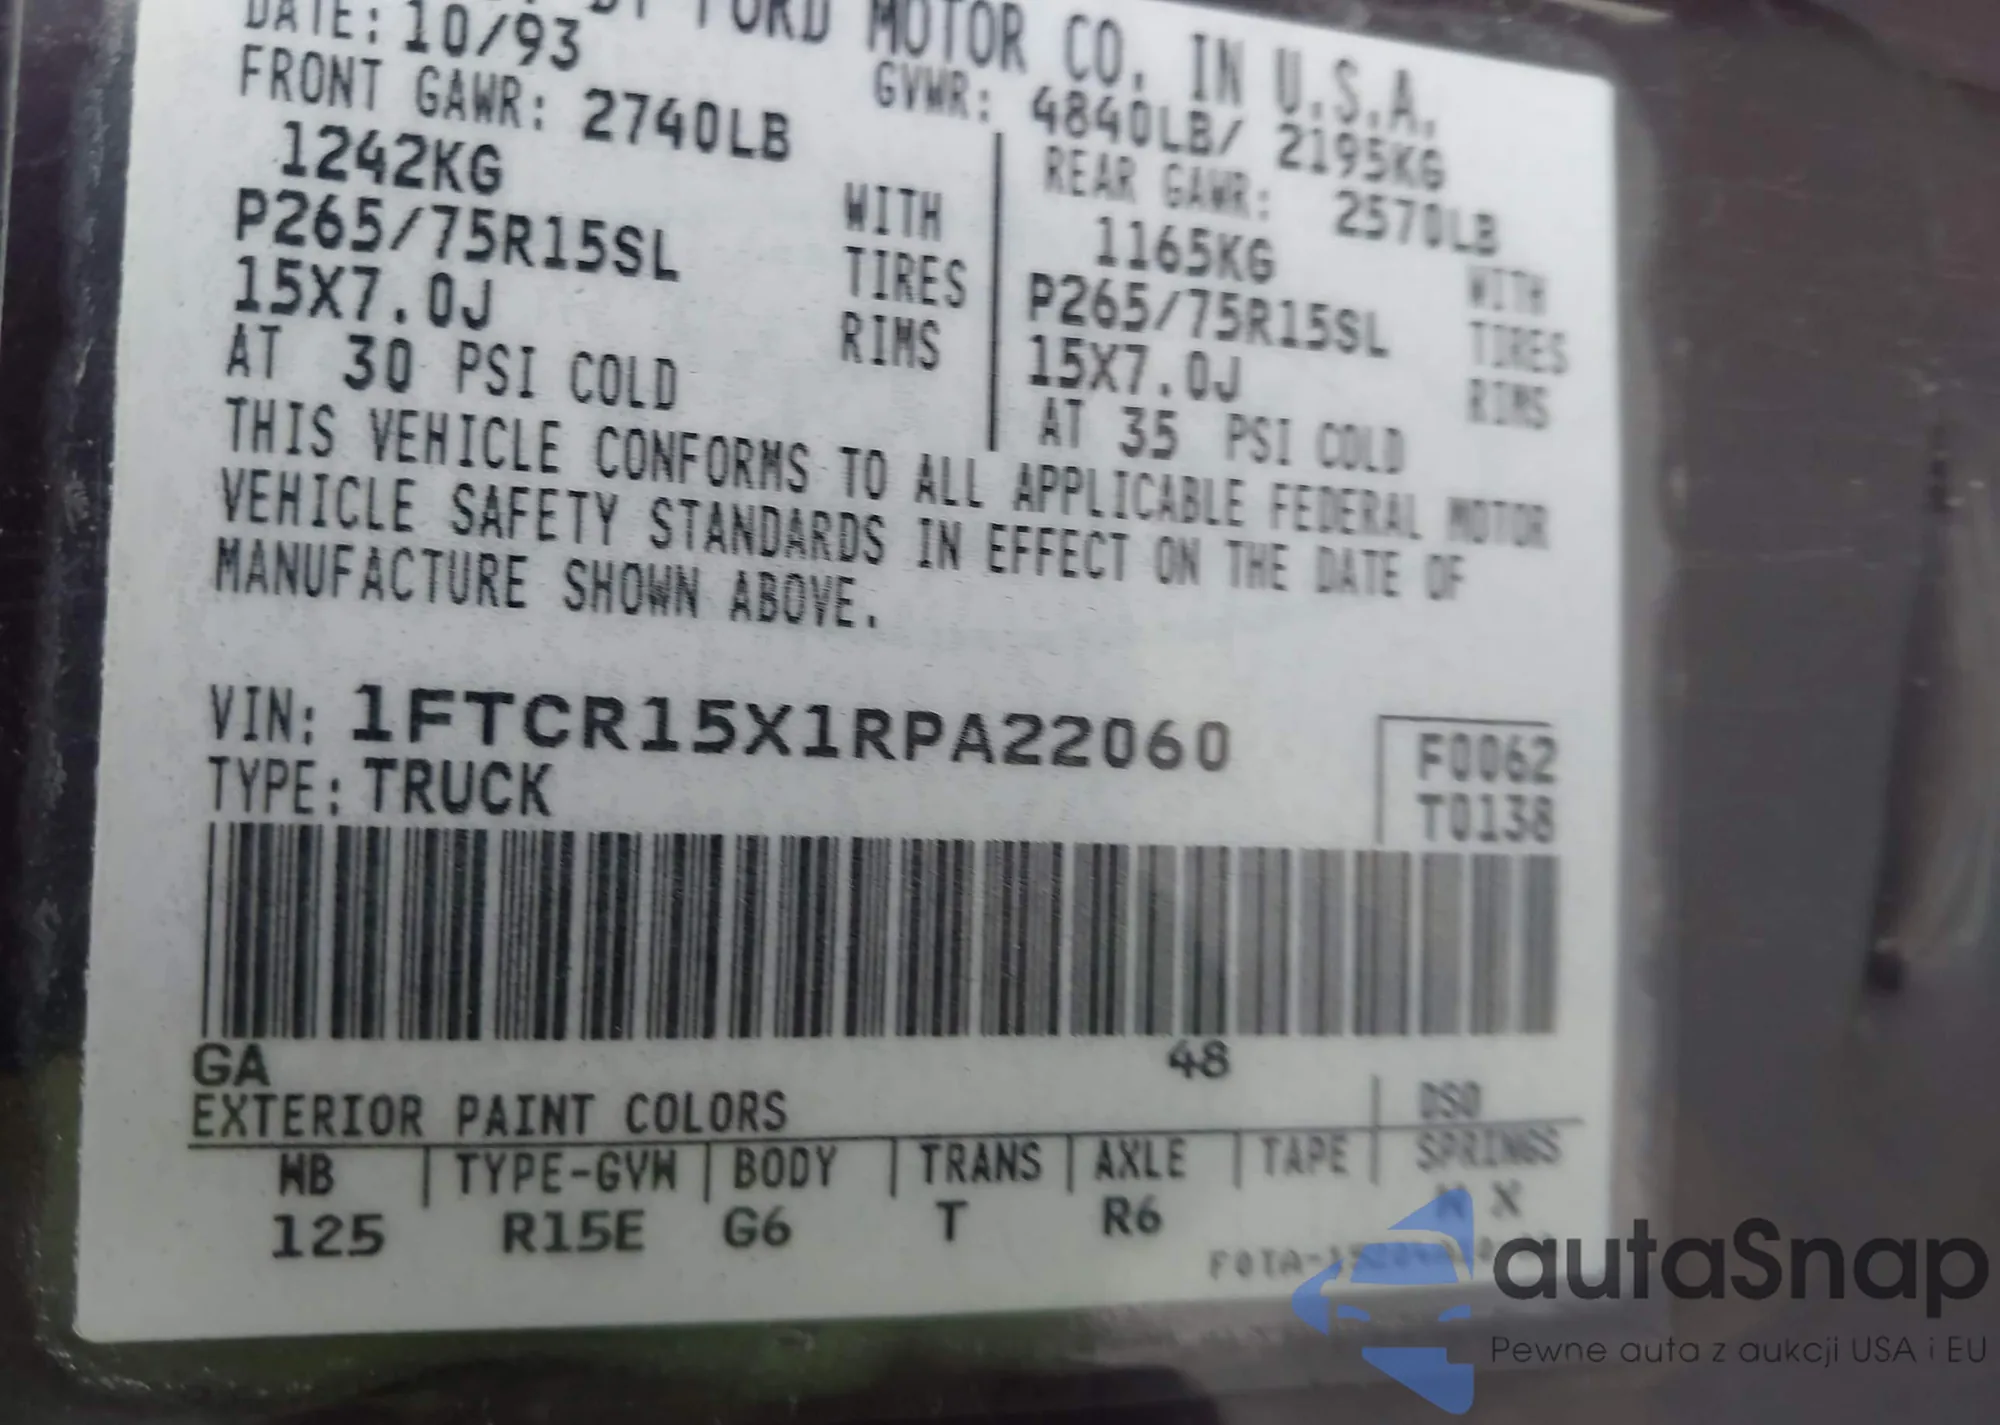 FORD MOTOR CO. IN U.S.A.
DATE: 10/93 GVWR: 4840LB/ 2195KG
FRONT GAWR: 2740LB REAR GAWR: 2570LB
1242KG WITH 1165KG WITH
P265/75R15SL TIRES P265/75R15SL TIRES
15X7.0J RIMS 15X7.0J RIMS
AT 30 PSI COLD AT 35 PSI COLD
THIS VEHICLE CONFORMS TO ALL APPLICABLE FEDERAL MOTOR
VEHICLE SAFETY STANDARDS IN EFFECT ON THE DATE OF
MANUFACTURE SHOWN ABOVE.
VIN: 1FTCR15X1RPA22060 F0062
TYPE: TRUCK T0138
GA 48
EXTERIOR PAINT COLORS DSO
WB TYPE-GVW BODY TRANS AXLE TAPE SPRINGS
125 R15E G6 T R6 X
autaSnap
Pewne auta z aukcji USA i EU